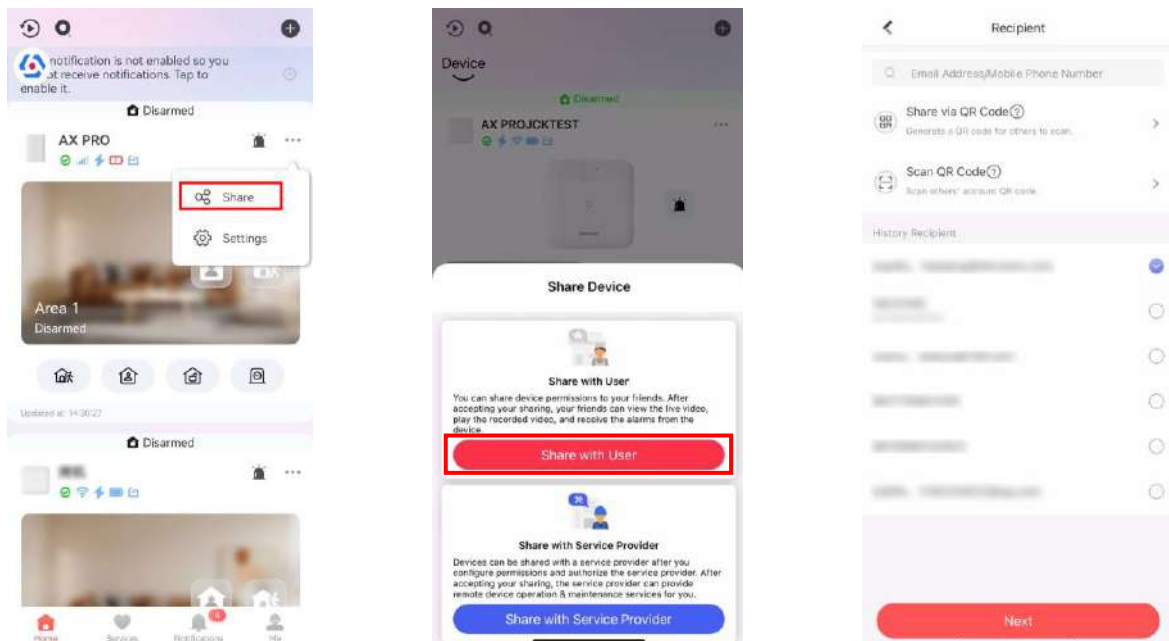 notification is not enabled so you
ot receive notifications. Tap to
enable it.
Disarmed
AX PRO
Share
Settings
Area 1
Disarmed
Updated at: 14:30:27
Disarmed
Home
Services
Notifications
Me
4
Device
Disarmed
AX PROJCKTEST
Share Device
Share with User
You can share device permissions to your friends. After
accepting your sharing, your friends can view the live video,
play the recorded video, and receive the alarms from the
device.
Share with User
Share with Service Provider
Devices can be shared with a service provider after you
configure permissions and authorize the service provider. After
accepting your sharing, the service provider can provide
remote device operation & maintenance services for you.
Share with Service Provider
Recipient
Email Address/Mobile Phone Number
Share via QR Code
Generate a QR code for others to scan.
Scan QR Code
Scan others' account QR code.
History Recipient
Next